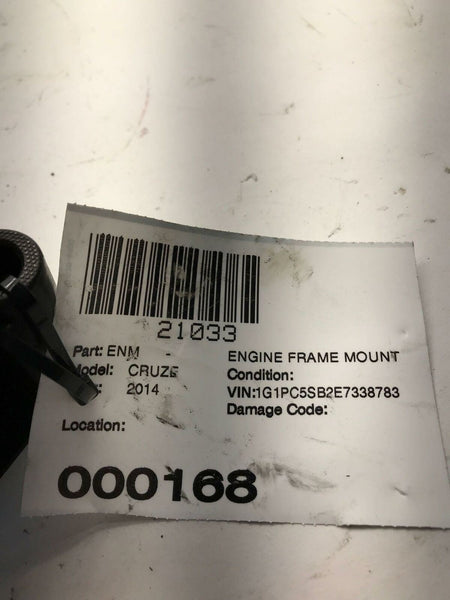 21033
Part: ENM - ENGINE FRAME MOUNT
Model: CRUZE Condition:
: 2014 VIN:1G1PC5SB2E7338783
Damage Code:
Location:
000168